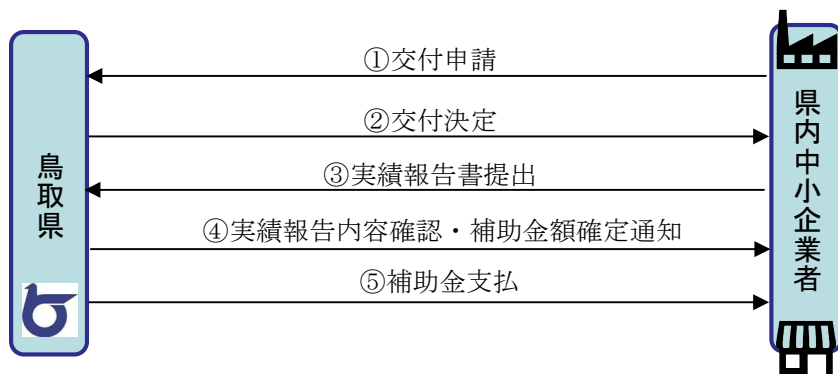 ①交付申請
②交付決定
③実績報告書提出
④実績報告内容確認・補助金額確定通知
⑤補助金支払
鳥取県
県内中小企業者